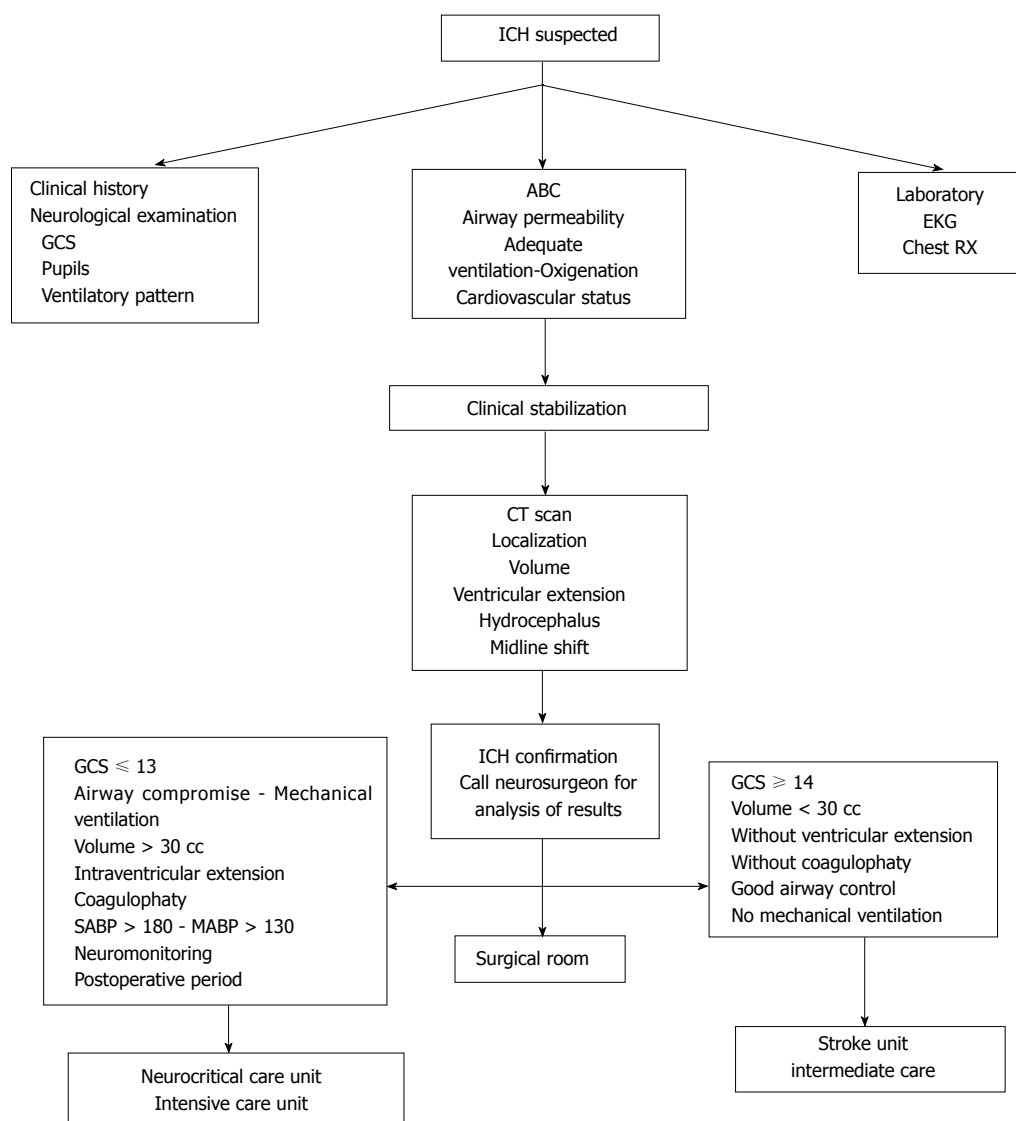 ICH suspected
Clinical history
Neurological examination
GCS
Pupils
Ventilatory pattern
ABC
Airway permeability
Adequate
ventilation-Oxigenation
Cardiovascular status
Laboratory
EKG
Chest RX
Clinical stabilization
CT scan
Localization
Volume
Ventricular extension
Hydrocephalus
Midline shift
ICH confirmation
Call neurosurgeon for
analysis of results
GCS ≤ 13
Airway compromise - Mechanical
ventilation
Volume > 30 cc
Intraventricular extension
Coagulophaty
SABP > 180 - MABP > 130
Neuromonitoring
Postoperative period
GCS ≥ 14
Volume < 30 cc
Without ventricular extension
Without coagulophaty
Good airway control
No mechanical ventilation
Surgical room
Neurocritical care unit
Intensive care unit
Stroke unit
intermediate care